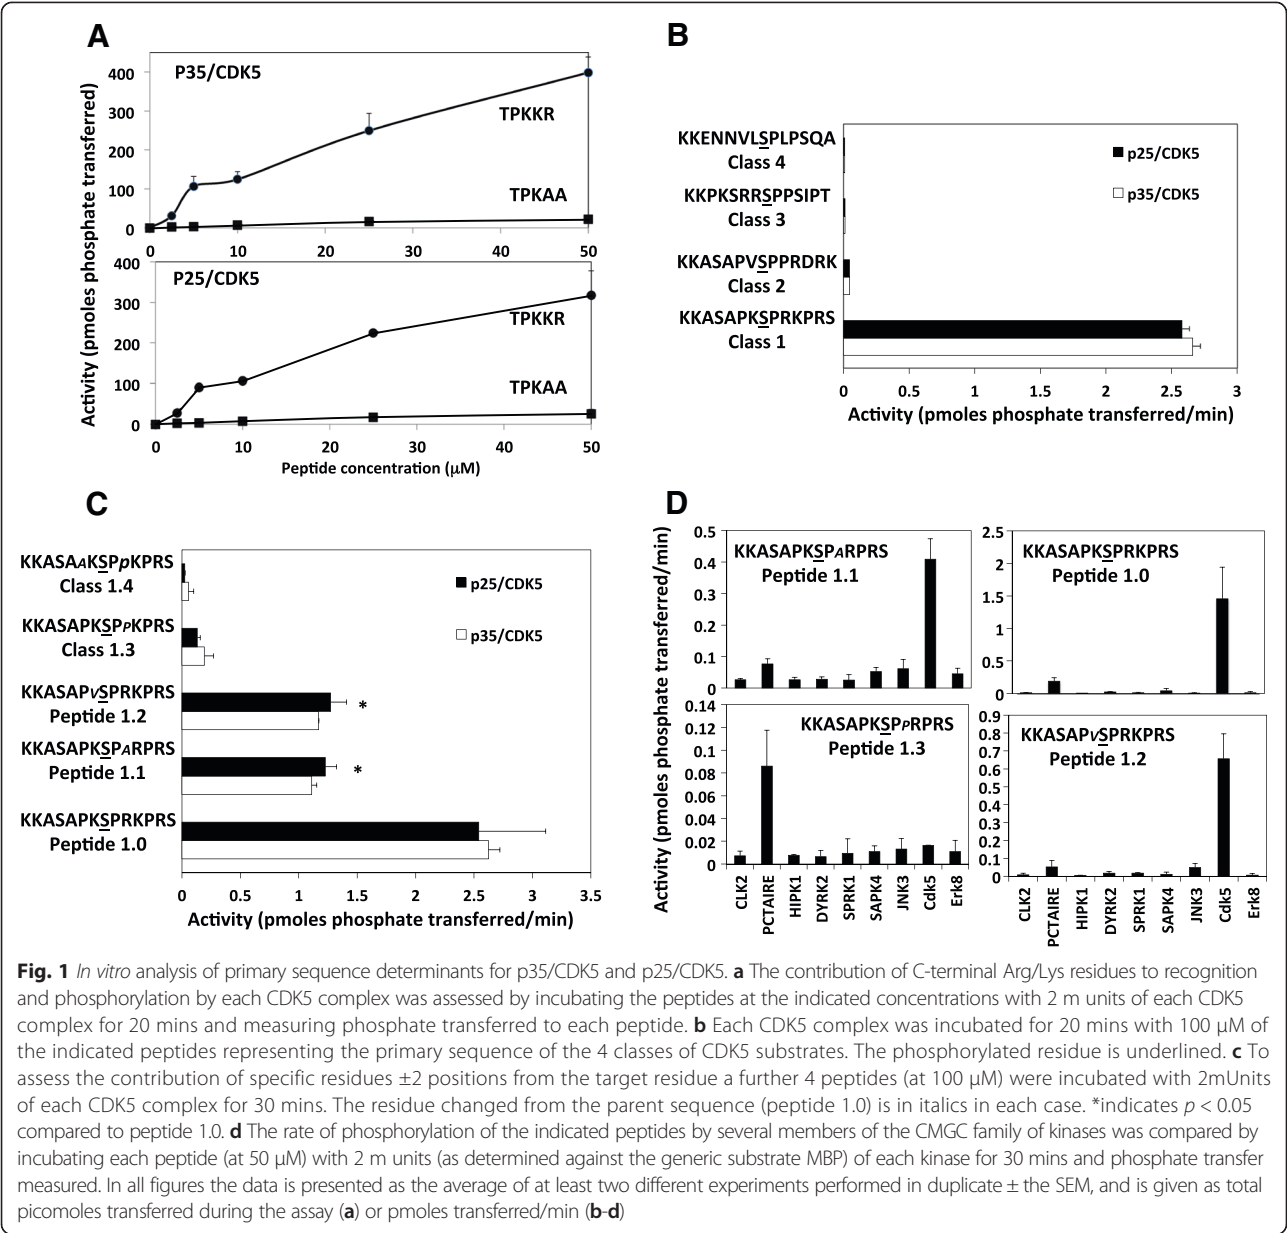 A
Activity (pmoles phosphate transferred)
P35/CDK5
400
300
200
100
0
TPKKR
TPKAA
0 10 20 30 40 50
P25/CDK5
400
300
200
100
0
TPKKR
TPKAA
0 10 20 30 40 50
Peptide concentration (μM)
B
KKENNVLSPLPSQA
Class 4
KKPKSRRSPPSIPT
Class 3
KKASAPVSPPRDRK
Class 2
KKASAPKSPRKPRS
Class 1
p25/CDK5
p35/CDK5
0 0.5 1 1.5 2 2.5 3
Activity (pmoles phosphate transferred/min)
C
KKASAAKSPpKPRS
Class 1.4
KKASAPKSPPKPRS
Class 1.3
KKASAPVSPRKPRS
Peptide 1.2
KKASAPKSPARPRS
Peptide 1.1
KKASAPKSPRKPRS
Peptide 1.0
p25/CDK5
p35/CDK5
0 0.5 1 1.5 2 2.5 3 3.5
Activity (pmoles phosphate transferred/min)
D
Activity (pmoles phosphate transferred/min)
0.5
0.4
0.3
0.2
0.1
0
KKASAPKSPARPRS
Peptide 1.1
2.5
2
1.5
1
0.5
0
KKASAPKSPRKPRS
Peptide 1.0
0.14
0.12
0.1
0.08
0.06
0.04
0.02
0
KKASAPKSPPRPRS
Peptide 1.3
CLK2 PCTAIRE HIPK1 DYRK2 SPRK1 SAPK4 JNK3 Cdk5 Erk8
0.9
0.8
0.7
0.6
0.5
0.4
0.3
0.2
0.1
0
KKASAPVSPRKPRS
Peptide 1.2
CLK2 PCTAIRE HIPK1 DYRK2 SPRK1 SAPK4 JNK3 Cdk5 Erk8
*
*
Fig. 1 In vitro analysis of primary sequence determinants for p35/CDK5 and p25/CDK5. a The contribution of C-terminal Arg/Lys residues to recognition
and phosphorylation by each CDK5 complex was assessed by incubating the peptides at the indicated concentrations with 2 m units of each CDK5
complex for 20 mins and measuring phosphate transferred to each peptide. b Each CDK5 complex was incubated for 20 mins with 100 μM of
the indicated peptides representing the primary sequence of the 4 classes of CDK5 substrates. The phosphorylated residue is underlined. c To
assess the contribution of specific residues ±2 positions from the target residue a further 4 peptides (at 100 μM) were incubated with 2mUnits
of each CDK5 complex for 30 mins. The residue changed from the parent sequence (peptide 1.0) is in italics in each case. *indicates p < 0.05
compared to peptide 1.0. d The rate of phosphorylation of the indicated peptides by several members of the CMGC family of kinases was compared by
incubating each peptide (at 50 μM) with 2 m units (as determined against the generic substrate MBP) of each kinase for 30 mins and phosphate transfer
measured. In all figures the data is presented as the average of at least two different experiments performed in duplicate ± the SEM, and is given as total
picomoles transferred during the assay (a) or pmoles transferred/min (b-d)